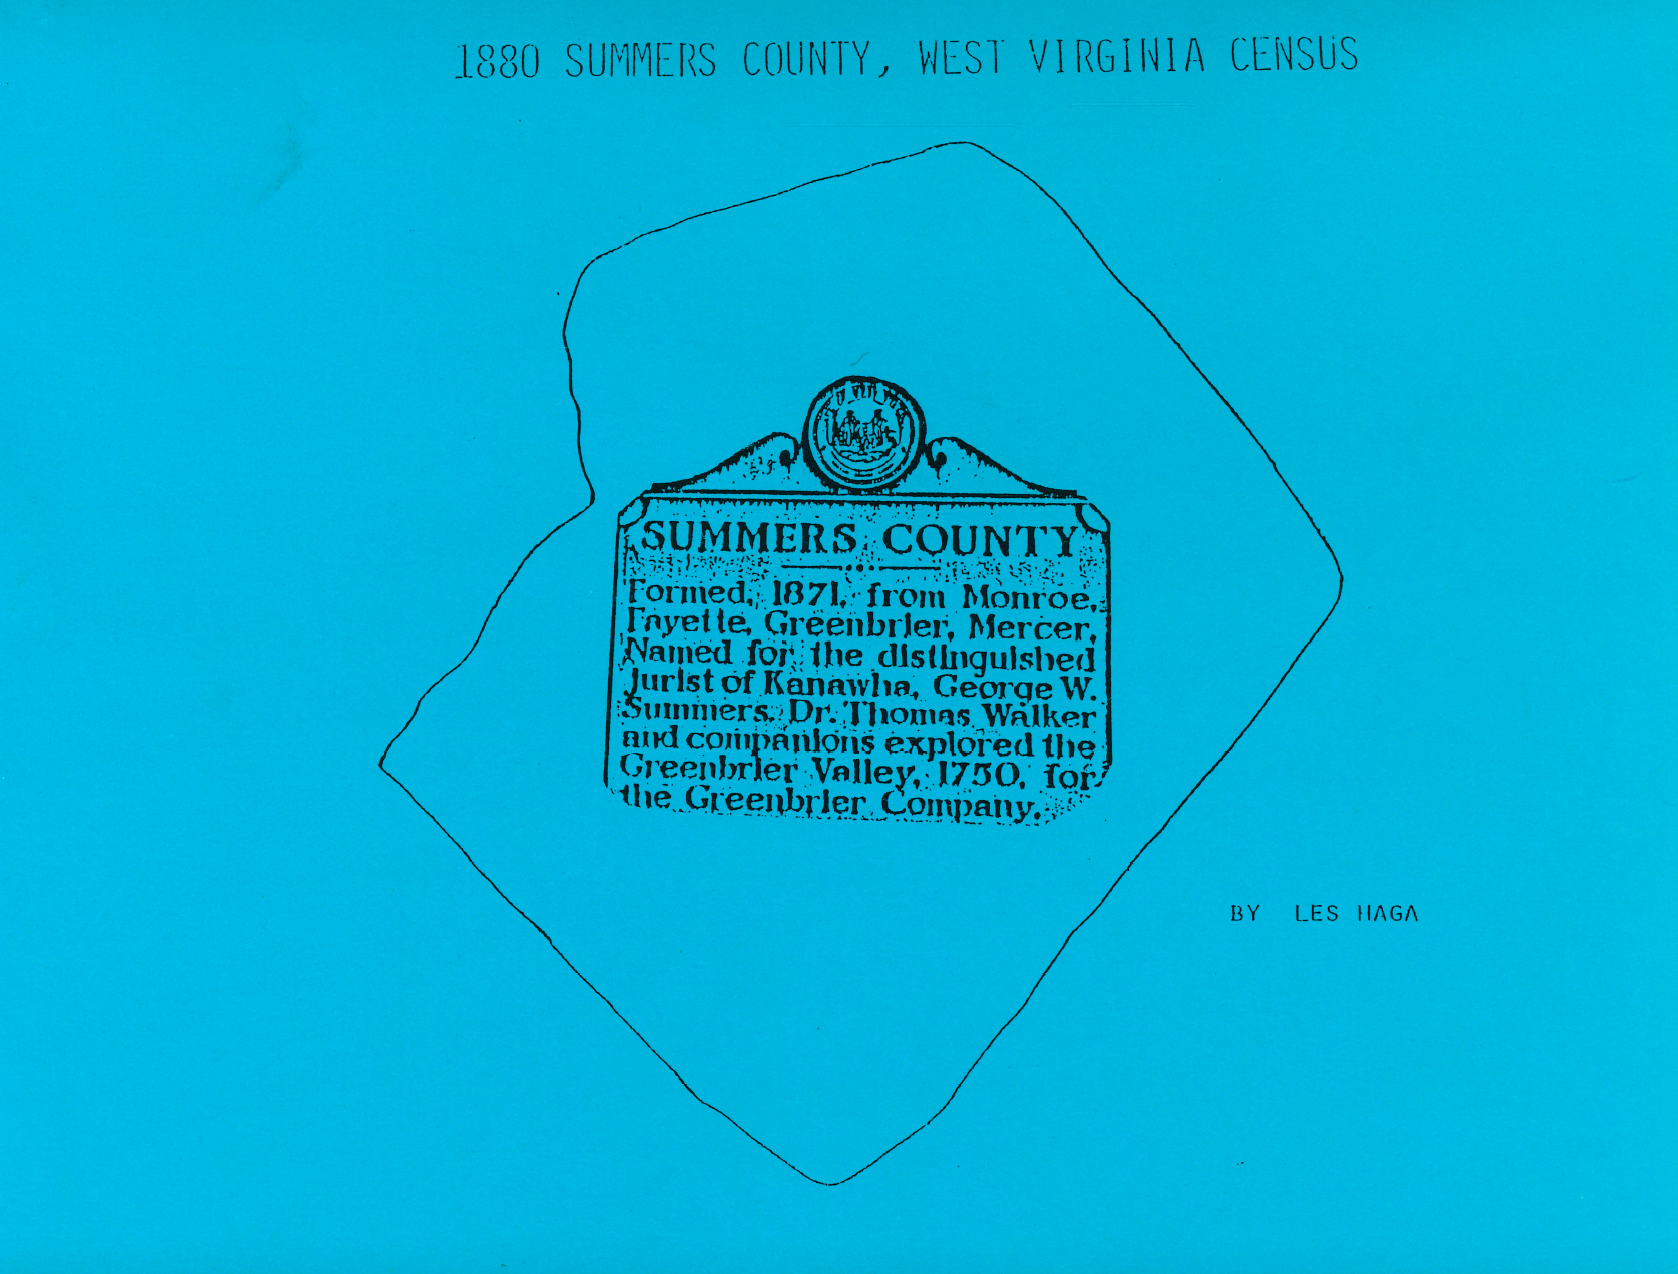 1880 SUMMERS COUNTY, WEST VIRGINIA CENSUS
SUMMERS COUNTY
Formed, 1871, from Monroe,
Fayette, Greenbrier, Mercer.
Named for the distinguished
jurist of Kanawha, George W.
Summers. Dr. Thomas Walker
and companions explored the
Greenbrier Valley, 1750, for
the Greenbrier Company.
BY LES HAGA